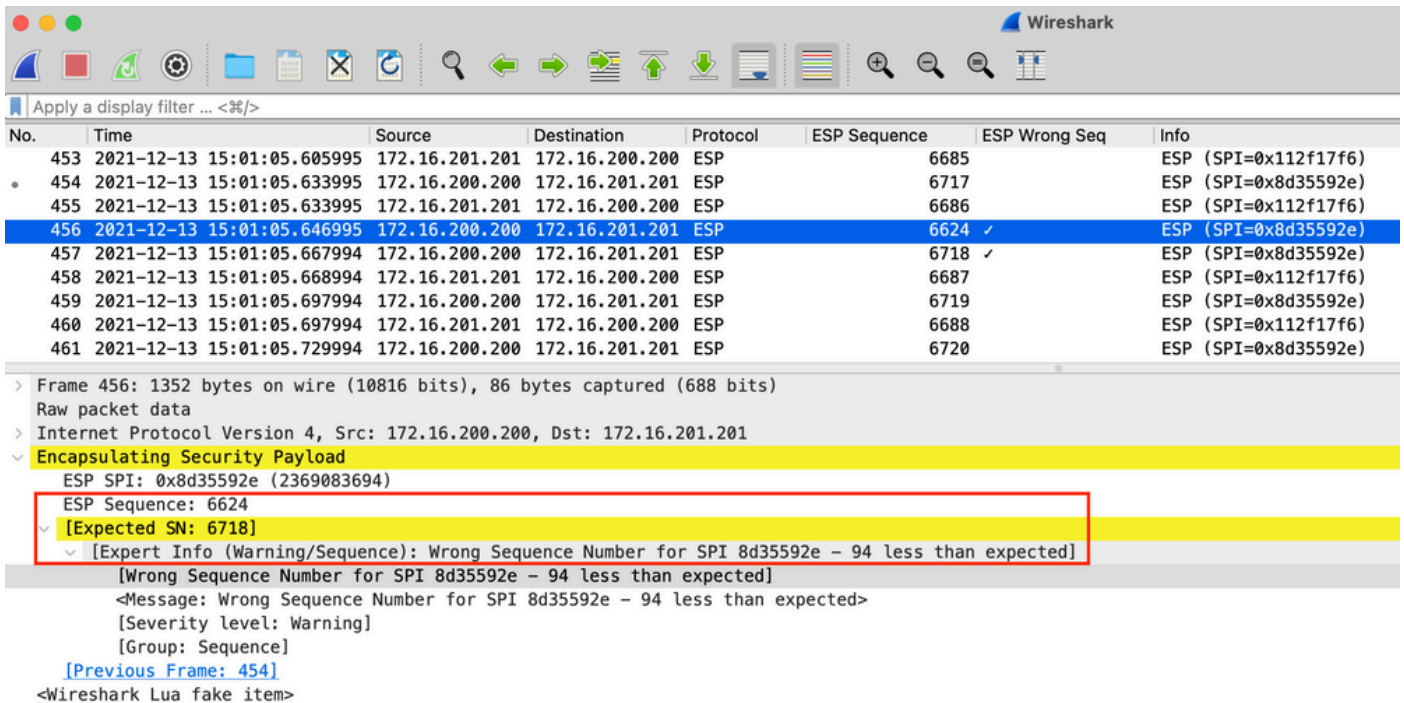 Wireshark
Apply a display filter ... <⌘/>
No. Time Source Destination Protocol ESP Sequence ESP Wrong Seq Info
453 2021-12-13 15:01:05.605995 172.16.201.201 172.16.200.200 ESP 6685 ESP (SPI=0x112f17f6)
454 2021-12-13 15:01:05.633995 172.16.200.200 172.16.201.201 ESP 6717 ESP (SPI=0x8d35592e)
455 2021-12-13 15:01:05.633995 172.16.201.201 172.16.200.200 ESP 6686 ESP (SPI=0x112f17f6)
456 2021-12-13 15:01:05.646995 172.16.200.200 172.16.201.201 ESP 6624 ✓ ESP (SPI=0x8d35592e)
457 2021-12-13 15:01:05.667994 172.16.200.200 172.16.201.201 ESP 6718 ✓ ESP (SPI=0x8d35592e)
458 2021-12-13 15:01:05.668994 172.16.201.201 172.16.200.200 ESP 6687 ESP (SPI=0x112f17f6)
459 2021-12-13 15:01:05.697994 172.16.200.200 172.16.201.201 ESP 6719 ESP (SPI=0x8d35592e)
460 2021-12-13 15:01:05.697994 172.16.201.201 172.16.200.200 ESP 6688 ESP (SPI=0x112f17f6)
461 2021-12-13 15:01:05.729994 172.16.200.200 172.16.201.201 ESP 6720 ESP (SPI=0x8d35592e)
Frame 456: 1352 bytes on wire (10816 bits), 86 bytes captured (688 bits)
Raw packet data
Internet Protocol Version 4, Src: 172.16.200.200, Dst: 172.16.201.201
Encapsulating Security Payload
ESP SPI: 0x8d35592e (2369083694)
ESP Sequence: 6624
[Expected SN: 6718]
[Expert Info (Warning/Sequence): Wrong Sequence Number for SPI 8d35592e – 94 less than expected]
[Wrong Sequence Number for SPI 8d35592e – 94 less than expected]
<Message: Wrong Sequence Number for SPI 8d35592e – 94 less than expected>
[Severity level: Warning]
[Group: Sequence]
[Previous Frame: 454]
<Wireshark Lua fake item>